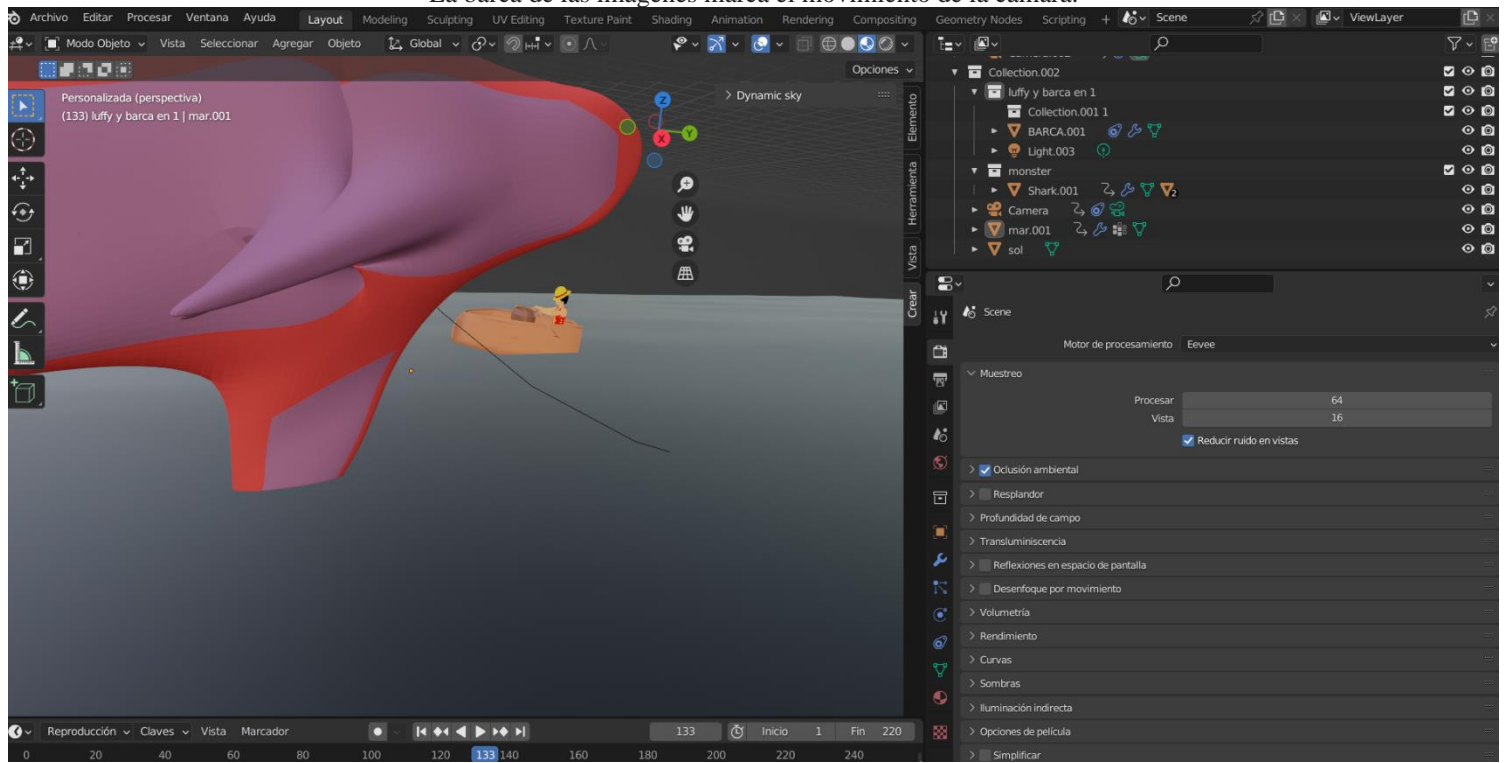 La barca de las imágenes marca el movimiento de la cámara.
Archivo Editar Procesar Ventana Ayuda Layout Modeling Sculpting UV Editing Texture Paint Shading Animation Rendering Compositing Geometry Nodes Scripting + Scene ViewLayer
Modo Objeto Vista Seleccionar Agregar Objeto Global
Opciones
Personalizada (perspectiva)
(133) luffy y barca en 1 | mar.001
Dynamic sky
Z
Y
X
Elemento
Herramienta
Vista
Crear
Collection.002
luffy y barca en 1
Collection.001 1
BARCA.001
Light.003
monster
Shark.001 2
Camera
mar.001
sol
Scene
Motor de procesamiento Eevee
Muestreo
Procesar 64
Vista 16
Reducir ruido en vistas
Oclusión ambiental
Resplandor
Profundidad de campo
Transluminiscencia
Reflexiones en espacio de pantalla
Desenfoque por movimiento
Volumetría
Rendimiento
Curvas
Sombras
Iluminación indirecta
Opciones de película
Simplificar
Reproducción Claves Vista Marcador 133 Inicio 1 Fin 220
0 20 40 60 80 100 120 133 140 160 180 200 220 240